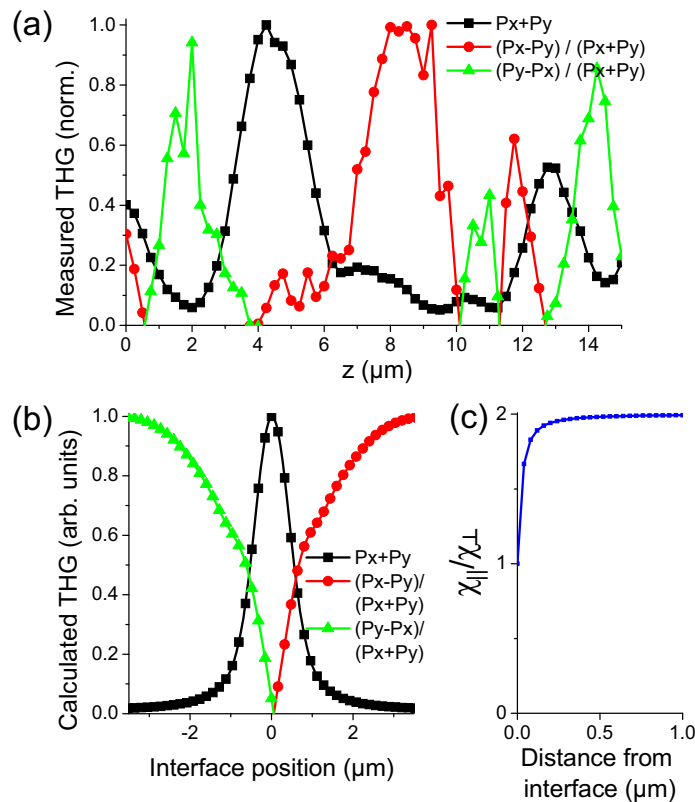 (a)
Px+Py
(Px-Py) / (Px+Py)
(Py-Px) / (Px+Py)
Measured THG (norm.)
1.0
0.8
0.6
0.4
0.2
0.0
0 2 4 6 8 10 12 14
z (µm)
(b)
Calculated THG (arb. units)
1.0
0.8
0.6
0.4
0.2
0.0
Px+Py
(Px-Py)/
(Px+Py)
(Py-Px)/
(Px+Py)
-2 0 2
Interface position (µm)
(c)
χ||/χ⊥
2
1
0
0.0 0.5 1.0
Distance from
interface (µm)